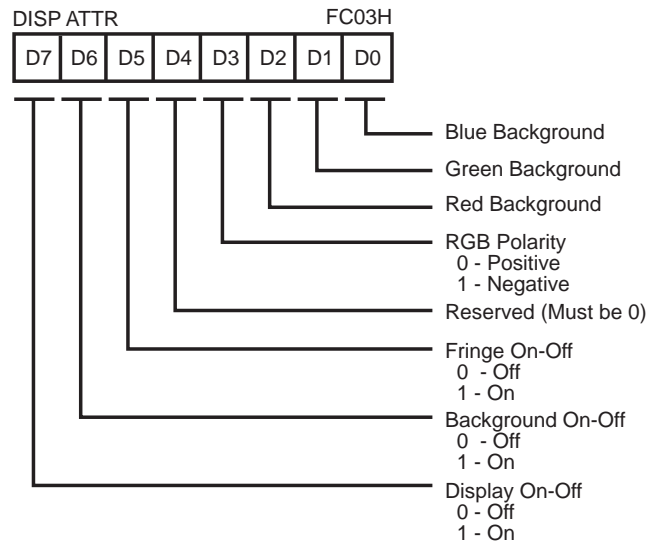 DISP ATTR FC03H
D7 D6 D5 D4 D3 D2 D1 D0
Blue Background
Green Background
Red Background
RGB Polarity
0 - Positive
1 - Negative
Reserved (Must be 0)
Fringe On-Off
0 - Off
1 - On
Background On-Off
0 - Off
1 - On
Display On-Off
0 - Off
1 - On